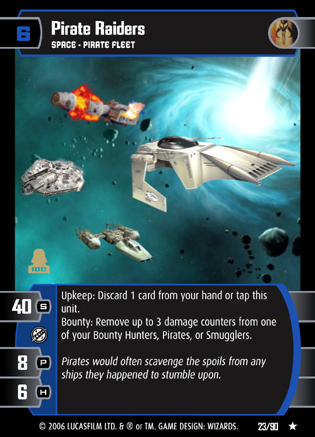 6
Pirate Raiders
SPACE - PIRATE FLEET
100
40 S
8 P
6 H
Upkeep: Discard 1 card from your hand or tap this
unit.
Bounty: Remove up to 3 damage counters from one
of your Bounty Hunters, Pirates, or Smugglers.
Pirates would often scavenge the spoils from any
ships they happened to stumble upon.
© 2006 LUCASFILM LTD. & ® or TM. GAME DESIGN: WIZARDS.
23/90 ★